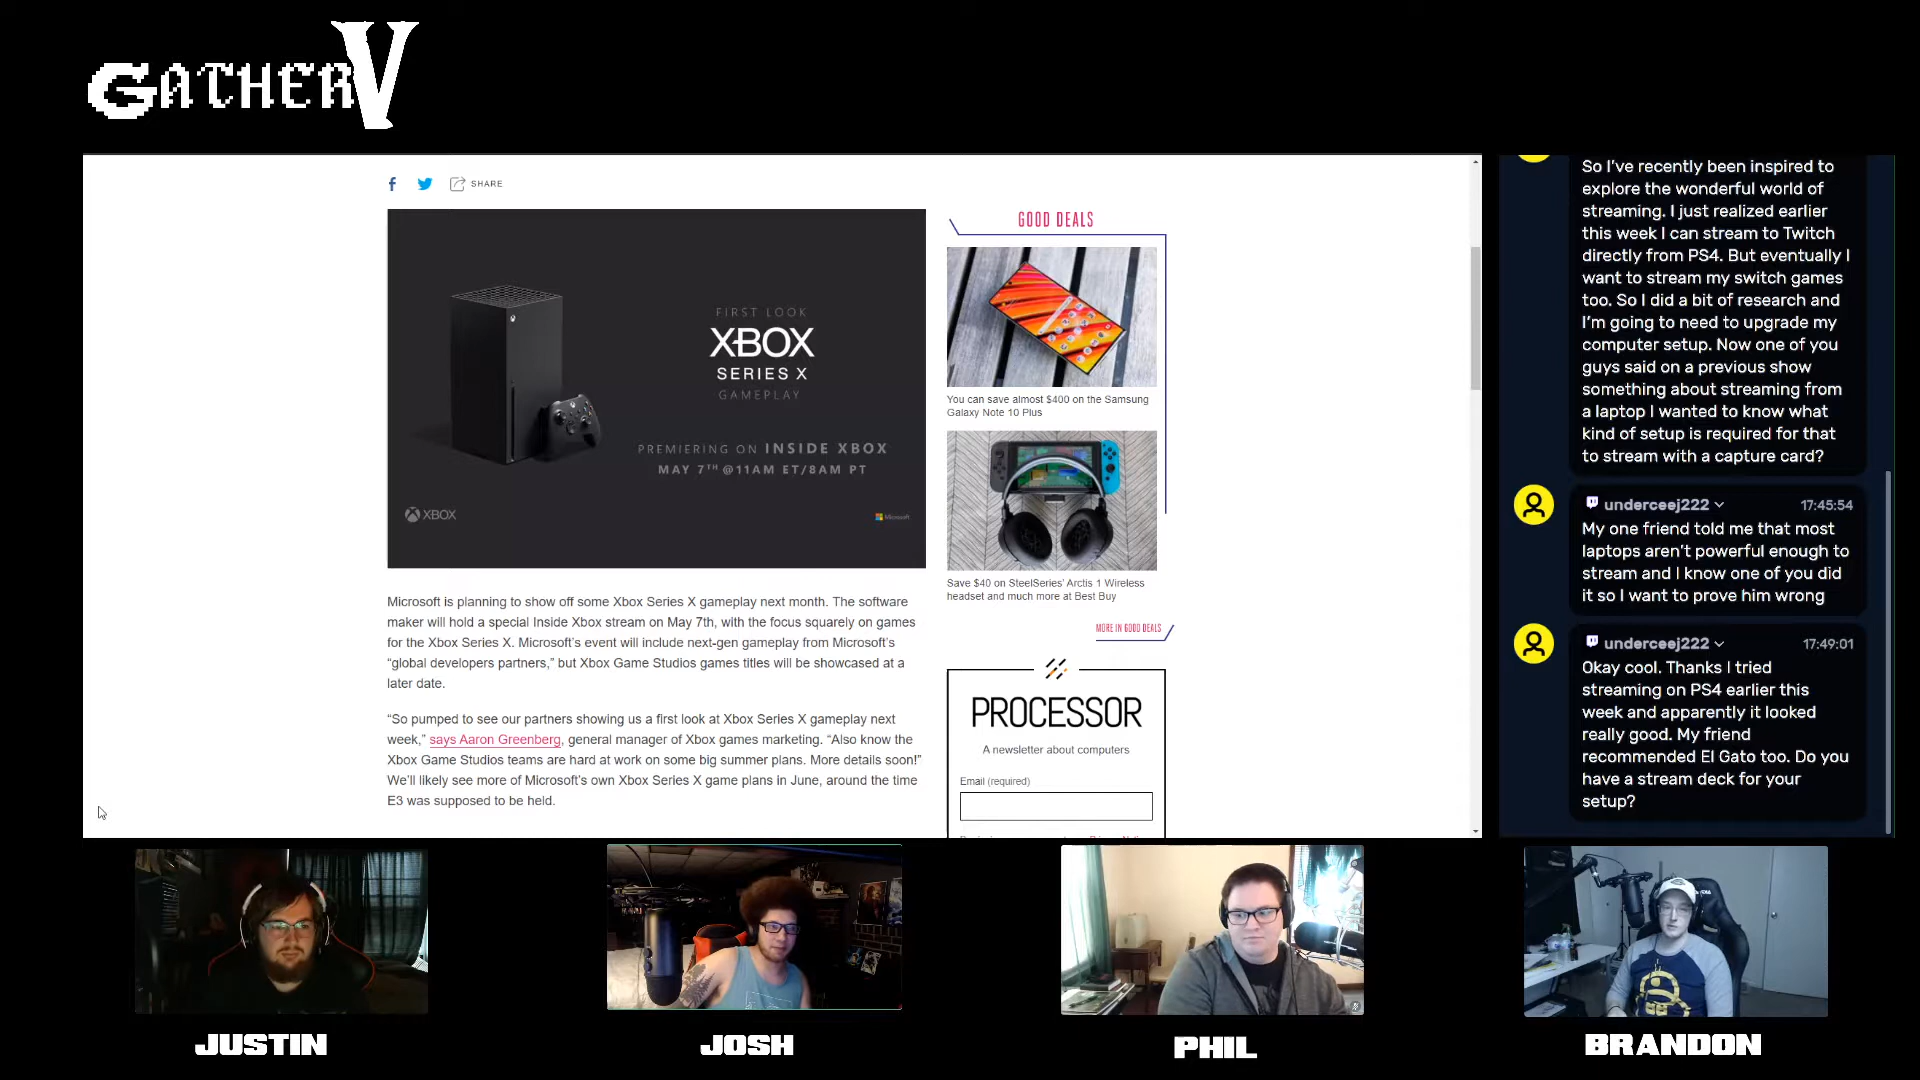 GATHER V
SHARE
FIRST LOOK
XBOX
SERIES X
GAMEPLAY
PREMIERING ON INSIDE XBOX
MAY 7TH @11AM ET/8AM PT
XBOX
Microsoft
Microsoft is planning to show off some Xbox Series X gameplay next month. The software
maker will hold a special Inside Xbox stream on May 7th, with the focus squarely on games
for the Xbox Series X. Microsoft's event will include next-gen gameplay from Microsoft's
“global developers partners,” but Xbox Game Studios games titles will be showcased at a
later date.
“So pumped to see our partners showing us a first look at Xbox Series X gameplay next
week,” says Aaron Greenberg, general manager of Xbox games marketing. “Also know the
Xbox Game Studios teams are hard at work on some big summer plans. More details soon!”
We'll likely see more of Microsoft's own Xbox Series X game plans in June, around the time
E3 was supposed to be held.
GOOD DEALS
You can save almost $400 on the Samsung
Galaxy Note 10 Plus
Save $40 on SteelSeries' Arctis 1 Wireless
headset and much more at Best Buy
MORE IN GOOD DEALS
PROCESSOR
A newsletter about computers
Email (required)
So I've recently been inspired to
explore the wonderful world of
streaming. I just realized earlier
this week I can stream to Twitch
directly from PS4. But eventually I
want to stream my switch games
too. So I did a bit of research and
I'm going to need to upgrade my
computer setup. Now one of you
guys said on a previous show
something about streaming from
a laptop I wanted to know what
kind of setup is required for that
to stream with a capture card?
underceej222 17:45:54
My one friend told me that most
laptops aren't powerful enough to
stream and I know one of you did
it so I want to prove him wrong
underceej222 17:49:01
Okay cool. Thanks I tried
streaming on PS4 earlier this
week and apparently it looked
really good. My friend
recommended El Gato too. Do you
have a stream deck for your
setup?
JUSTIN
JOSH
PHIL
BRANDON